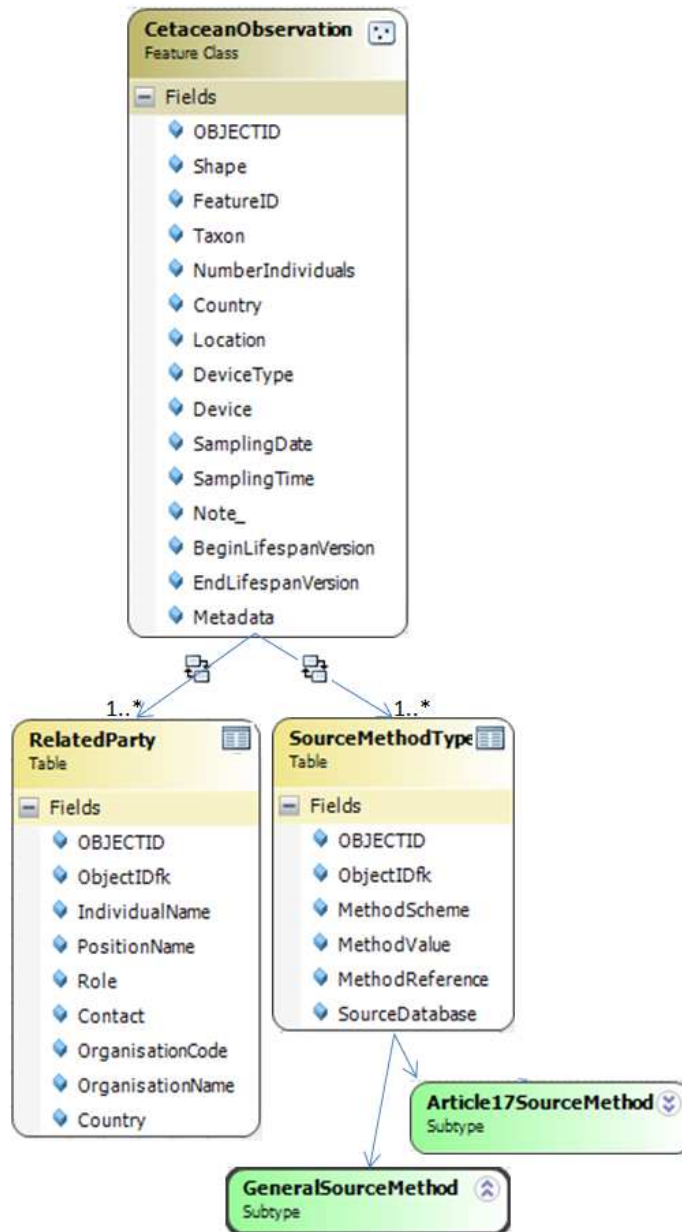 CetaceanObservation
Feature Class
Fields
OBJECTID
Shape
FeatureID
Taxon
NumberIndividuals
Country
Location
DeviceType
Device
SamplingDate
SamplingTime
Note_
BeginLifespanVersion
EndLifespanVersion
Metadata
1..*
1..*
RelatedParty
Table
Fields
OBJECTID
ObjectIDfk
IndividualName
PositionName
Role
Contact
OrganisationCode
OrganisationName
Country
SourceMethodType
Table
Fields
OBJECTID
ObjectIDfk
MethodScheme
MethodValue
MethodReference
SourceDatabase
Article17SourceMethod
Subtype
GeneralSourceMethod
Subtype